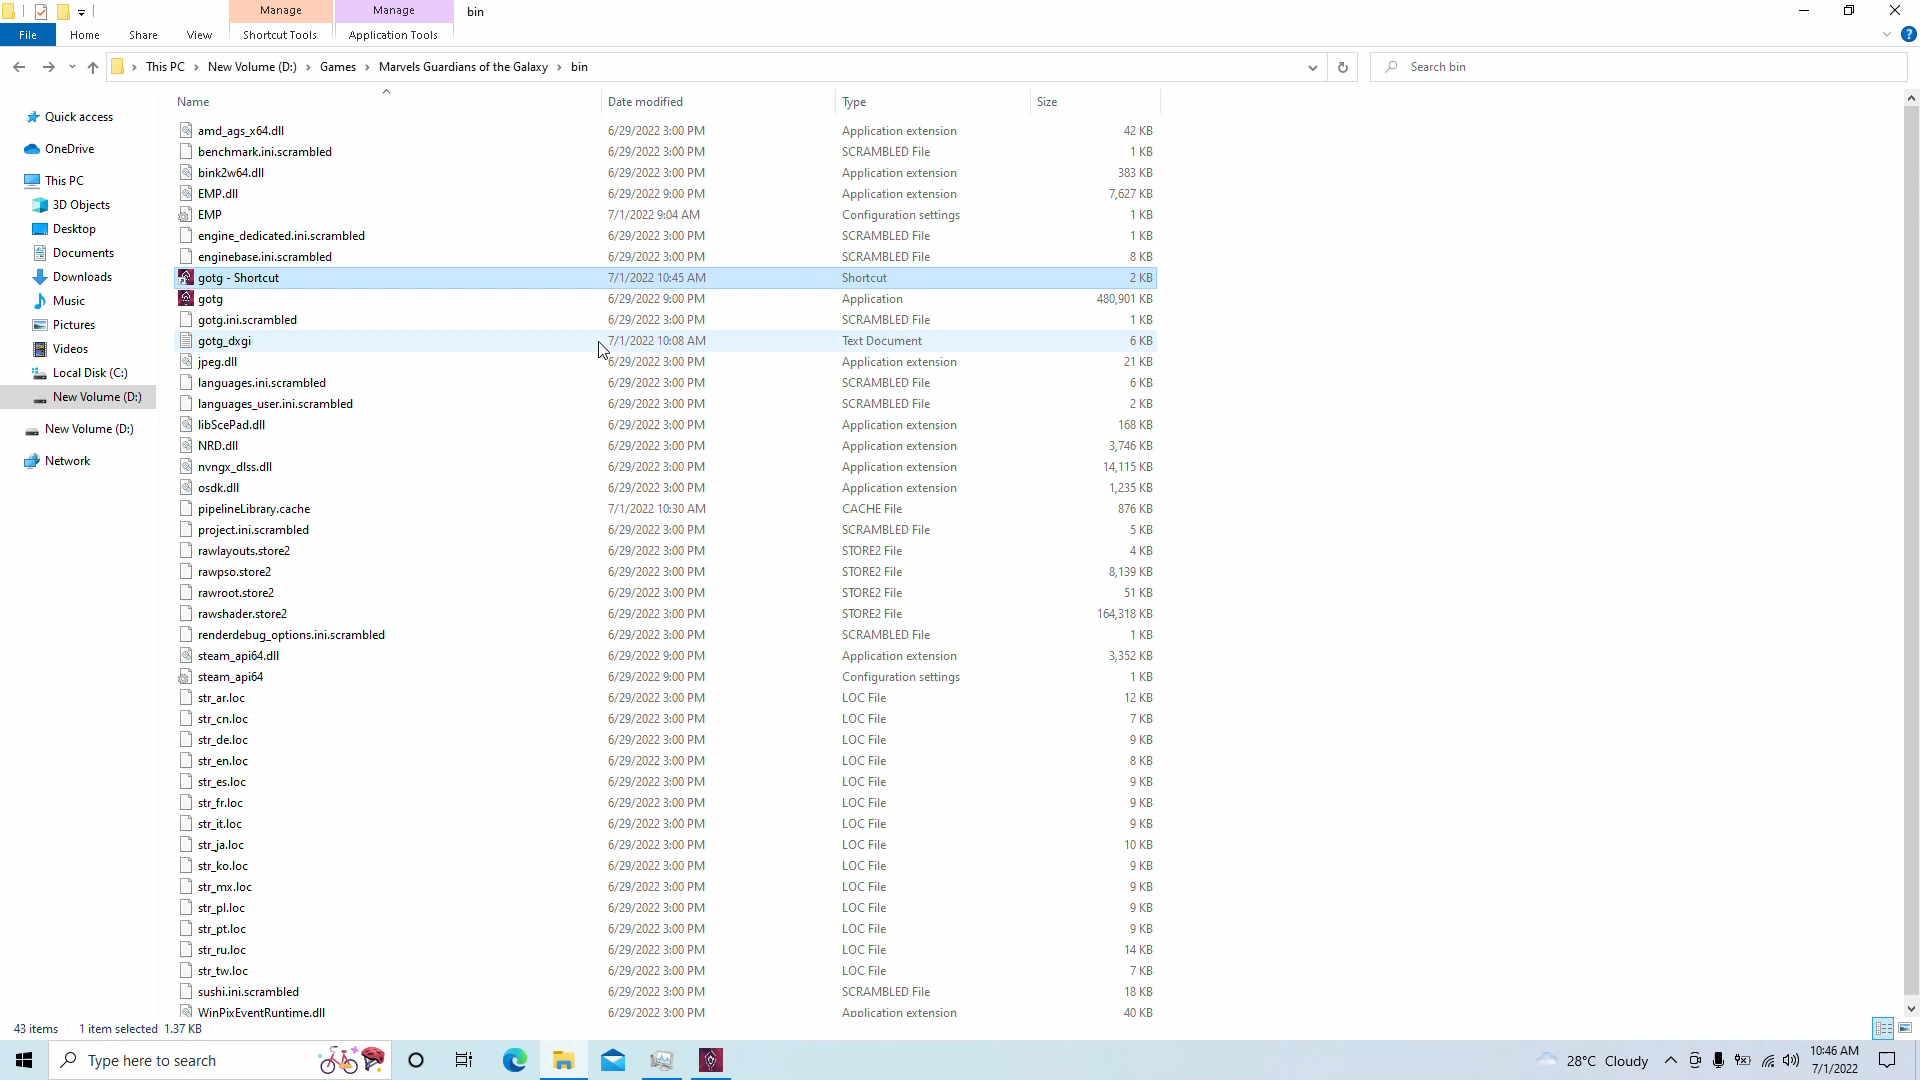 Manage Manage bin
File Home Share View Shortcut Tools Application Tools
This PC New Volume (D:) Games Marvels Guardians of the Galaxy bin Search bin
Name Date modified Type Size
Quick access
OneDrive
This PC
3D Objects
Desktop
Documents
Downloads
Music
Pictures
Videos
Local Disk (C:)
New Volume (D:)
New Volume (D:)
Network
amd_ags_x64.dll 6/29/2022 3:00 PM Application extension 42 KB
benchmark.ini.scrambled 6/29/2022 3:00 PM SCRAMBLED File 1 KB
bink2w64.dll 6/29/2022 3:00 PM Application extension 383 KB
EMP.dll 6/29/2022 9:00 PM Application extension 7,627 KB
EMP 7/1/2022 9:04 AM Configuration settings 1 KB
engine_dedicated.ini.scrambled 6/29/2022 3:00 PM SCRAMBLED File 1 KB
enginebase.ini.scrambled 6/29/2022 3:00 PM SCRAMBLED File 8 KB
gotg - Shortcut 7/1/2022 10:45 AM Shortcut 2 KB
gotg 6/29/2022 9:00 PM Application 480,901 KB
gotg.ini.scrambled 6/29/2022 3:00 PM SCRAMBLED File 1 KB
gotg_dxgi 7/1/2022 10:08 AM Text Document 6 KB
jpeg.dll 6/29/2022 3:00 PM Application extension 21 KB
languages.ini.scrambled 6/29/2022 3:00 PM SCRAMBLED File 6 KB
languages_user.ini.scrambled 6/29/2022 3:00 PM SCRAMBLED File 2 KB
libScePad.dll 6/29/2022 3:00 PM Application extension 168 KB
NRD.dll 6/29/2022 3:00 PM Application extension 3,746 KB
nvngx_dlss.dll 6/29/2022 3:00 PM Application extension 14,115 KB
osdk.dll 6/29/2022 3:00 PM Application extension 1,235 KB
pipelineLibrary.cache 7/1/2022 10:30 AM CACHE File 876 KB
project.ini.scrambled 6/29/2022 3:00 PM SCRAMBLED File 5 KB
rawlayouts.store2 6/29/2022 3:00 PM STORE2 File 4 KB
rawpso.store2 6/29/2022 3:00 PM STORE2 File 8,139 KB
rawroot.store2 6/29/2022 3:00 PM STORE2 File 51 KB
rawshader.store2 6/29/2022 3:00 PM STORE2 File 164,318 KB
renderdebug_options.ini.scrambled 6/29/2022 3:00 PM SCRAMBLED File 1 KB
steam_api64.dll 6/29/2022 9:00 PM Application extension 3,352 KB
steam_api64 6/29/2022 9:00 PM Configuration settings 1 KB
str_ar.loc 6/29/2022 3:00 PM LOC File 12 KB
str_cn.loc 6/29/2022 3:00 PM LOC File 7 KB
str_de.loc 6/29/2022 3:00 PM LOC File 9 KB
str_en.loc 6/29/2022 3:00 PM LOC File 8 KB
str_es.loc 6/29/2022 3:00 PM LOC File 9 KB
str_fr.loc 6/29/2022 3:00 PM LOC File 9 KB
str_it.loc 6/29/2022 3:00 PM LOC File 9 KB
str_ja.loc 6/29/2022 3:00 PM LOC File 10 KB
str_ko.loc 6/29/2022 3:00 PM LOC File 9 KB
str_mx.loc 6/29/2022 3:00 PM LOC File 9 KB
str_pl.loc 6/29/2022 3:00 PM LOC File 9 KB
str_pt.loc 6/29/2022 3:00 PM LOC File 9 KB
str_ru.loc 6/29/2022 3:00 PM LOC File 14 KB
str_tw.loc 6/29/2022 3:00 PM LOC File 7 KB
sushi.ini.scrambled 6/29/2022 3:00 PM SCRAMBLED File 18 KB
WinPixEventRuntime.dll 6/29/2022 3:00 PM Application extension 40 KB
43 items 1 item selected 1.37 KB
Type here to search 28°C Cloudy 10:46 AM
7/1/2022